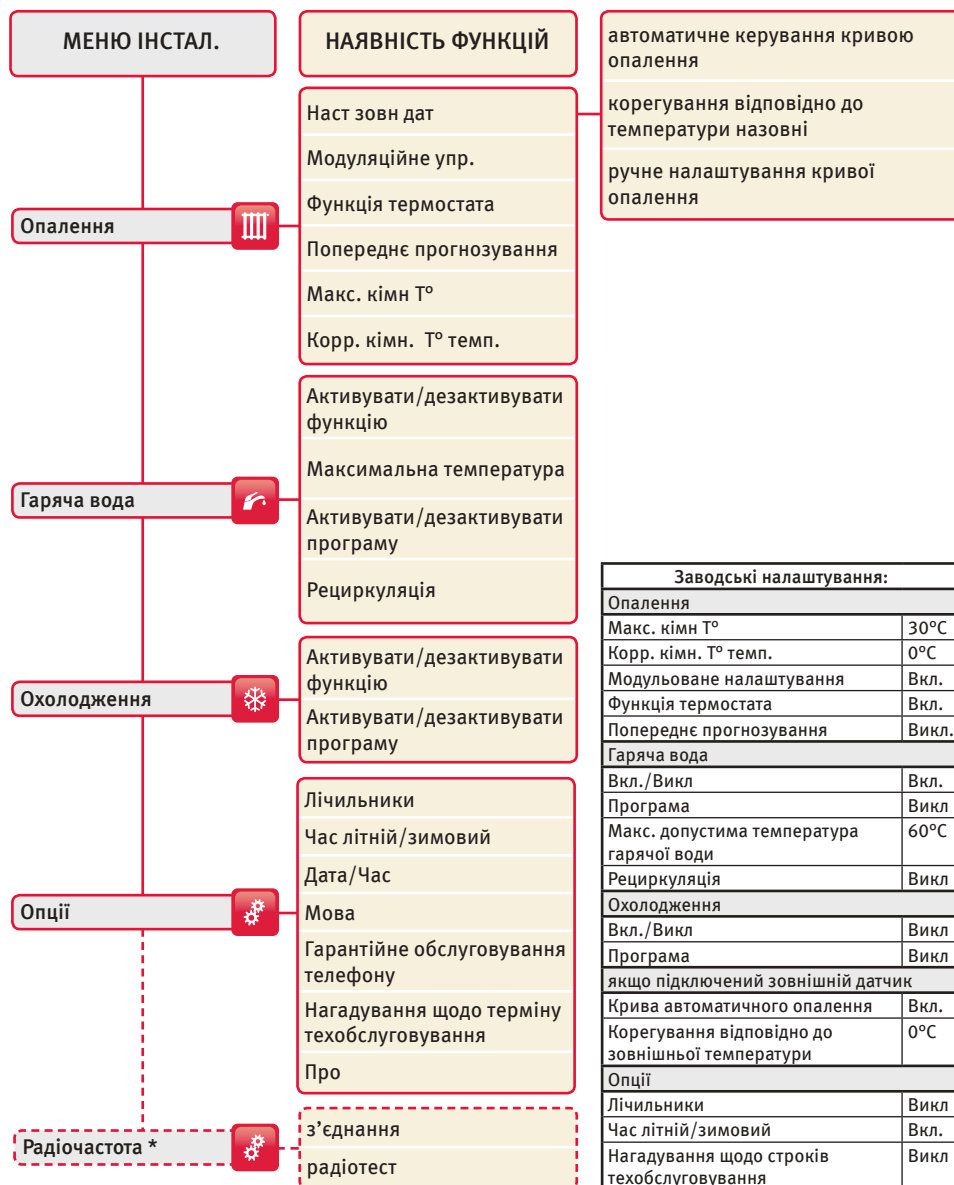 МЕНЮ ІНСТАЛ.
НАЯВНІСТЬ ФУНКЦІЙ
автоматичне керування кривою
опалення
корегування відповідно до
температури назовні
ручне налаштування кривої
опалення
Опалення
Наст зовн дат
Модуляційне упр.
Функція термостата
Попереднє прогнозування
Макс. кімн Т°
Корр. кімн. Т° темп.
Гаряча вода
Активувати/дезактивувати
функцію
Максимальна температура
Активувати/дезактивувати
програму
Рециркуляція
Охолодження
Активувати/дезактивувати
функцію
Активувати/дезактивувати
програму
Опції
Лічильники
Час літній/зимовий
Дата/Час
Мова
Гарантійне обслуговування
телефону
Нагадування щодо терміну
техобслуговування
Про
Радіочастота *
з’єднання
радіотест
Заводські налаштування:
Опалення
Макс. кімн Т° 30°C
Корр. кімн. Т° темп. 0°C
Модульоване налаштування Вкл.
Функція термостата Вкл.
Попереднє прогнозування Викл.
Гаряча вода
Вкл./Викл Вкл.
Програма Викл
Макс. допустима температура 60°C
гарячої води
Рециркуляція Викл
Охолодження
Вкл./Викл Викл
Програма Викл
якщо підключений зовнішній датчик
Крива автоматичного опалення Вкл.
Корегування відповідно до 0°C
зовнішньої температури
Опції
Лічильники Викл
Час літній/зимовий Вкл.
Нагадування щодо строків Викл
техобслуговування